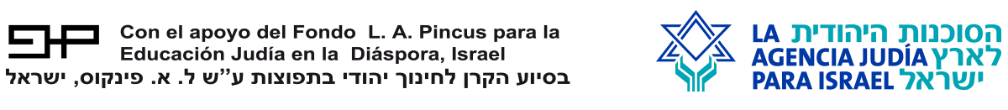 Con el apoyo del Fondo L. A. Pincus para la
Educación Judía en la Diáspora, Israel
בסיוע הקרן לחינוך יהודי בתפוצות ע״ש ל. א. פינקוס, ישראל
LA הסוכנות היהודית
AGENCIA JUDÍA לארץ
PARA ISRAEL ישראל